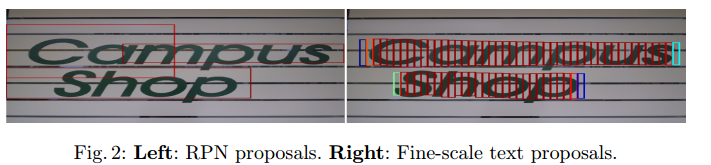 Campus
Shop
Campus
Shop
Fig. 2: Left: RPN proposals. Right: Fine-scale text proposals.